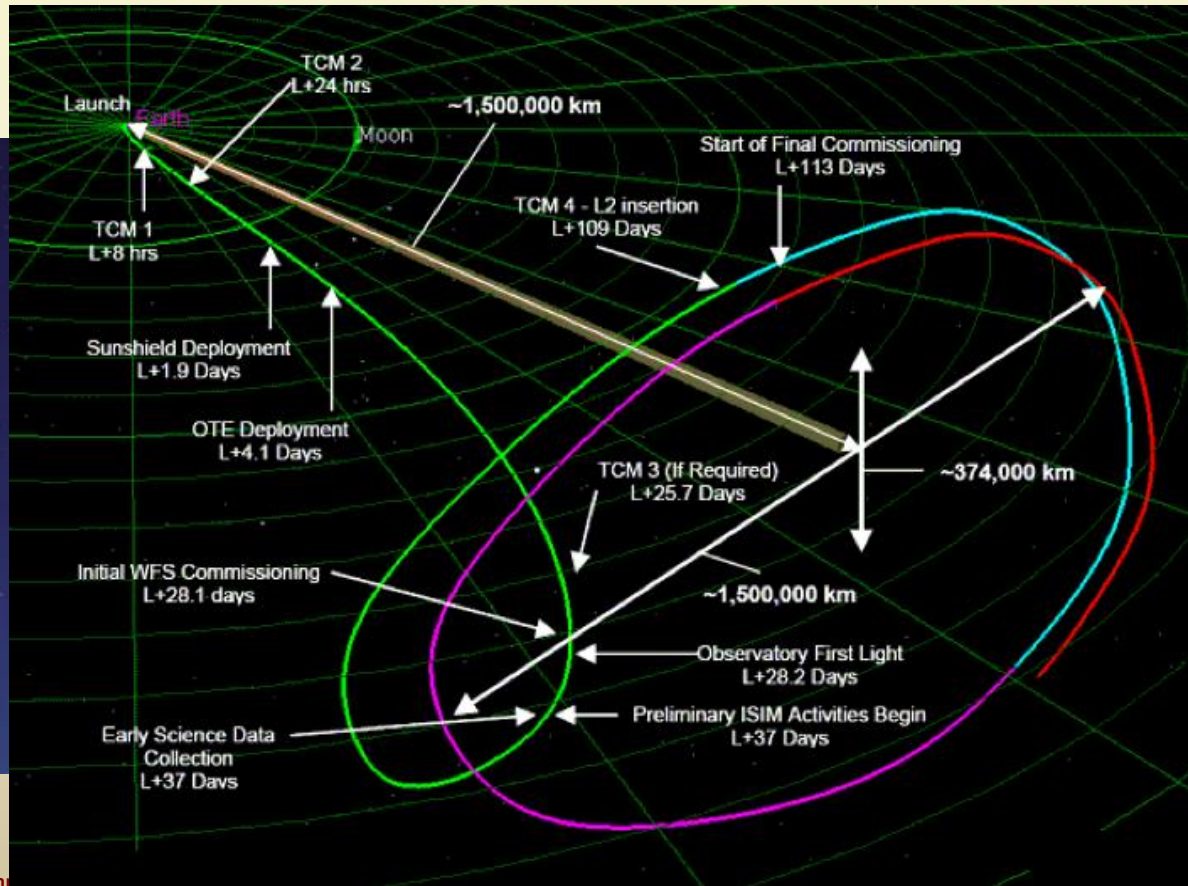 TCM 2
L+24 hrs
Launch
Earth
~1,500,000 km
Moon
Start of Final Commissioning
L+113 Days
TCM 4 - L2 insertion
L+109 Days
TCM 1
L+8 hrs
Sunshield Deployment
L+1.9 Days
OTE Deployment
L+4.1 Days
TCM 3 (If Required)
L+25.7 Days
~374,000 km
Initial WFS Commissioning
L+28.1 days
~1,500,000 km
Observatory First Light
L+28.2 Days
Preliminary ISIM Activities Begin
L+37 Days
Early Science Data
Collection
L+37 Days